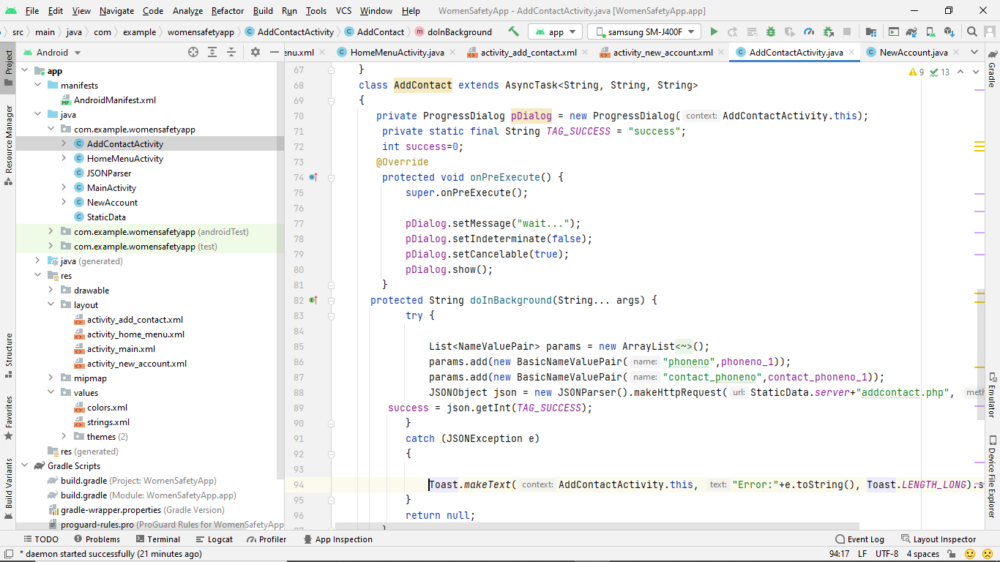 File Edit View Navigate Code Analyze Refactor Build Run Tools VCS Window Help WomenSafetyApp - AddContactActivity.java [WomenSafetyApp.app]
src main java com example womensafetyapp AddContactActivity AddContact doInBackground app samsung SM-J400F
Project
Resource Manager
Structure
Favorites
Build Variants
Android
app
manifests
AndroidManifest.xml
java
com.example.womensafetyapp
AddContactActivity
HomeMenuActivity
JSONParser
MainActivity
NewAccount
StaticData
com.example.womensafetyapp (androidTest)
com.example.womensafetyapp (test)
java (generated)
res
drawable
layout
activity_add_contact.xml
activity_home_menu.xml
activity_main.xml
activity_new_account.xml
mipmap
values
colors.xml
strings.xml
themes (2)
res (generated)
Gradle Scripts
build.gradle (Project: WomenSafetyApp)
build.gradle (Module: WomenSafetyApp.app)
gradle-wrapper.properties (Gradle Version)
proguard-rules.pro (ProGuard Rules for WomenSafetyApp
enu.xml HomeMenuActivity.java activity_add_contact.xml activity_new_account.xml AddContactActivity.java NewAccount.java
9 13
67 }
68 class AddContact extends AsyncTask<String, String, String>
69 {
70 private ProgressDialog pDialog = new ProgressDialog( context: AddContactActivity.this);
71 private static final String TAG_SUCCESS = "success";
72 int success=0;
73 @Override
74 protected void onPreExecute() {
75 super.onPreExecute();
76
77 pDialog.setMessage("wait...");
78 pDialog.setIndeterminate(false);
79 pDialog.setCancelable(true);
80 pDialog.show();
81 }
82 protected String doInBackground(String... args) {
83 try {
84
85 List<NameValuePair> params = new ArrayList<~>();
86 params.add(new BasicNameValuePair( name: "phoneno",phoneno_1));
87 params.add(new BasicNameValuePair( name: "contact_phoneno",contact_phoneno_1));
88 JSONObject json = new JSONParser().makeHttpRequest( url: StaticData.server+"addcontact.php", meth
89 success = json.getInt(TAG_SUCCESS);
90 }
91 catch (JSONException e)
92 {
93
94 Toast.makeText( context: AddContactActivity.this, text: "Error:"+e.toString(), Toast.LENGTH_LONG).s
95 }
96 return null;
97 }
Gradle
Emulator
Device File Explorer
TODO Problems Terminal Logcat Profiler App Inspection Event Log Layout Inspector
* daemon started successfully (21 minutes ago) 94:17 LF UTF-8 4 spaces